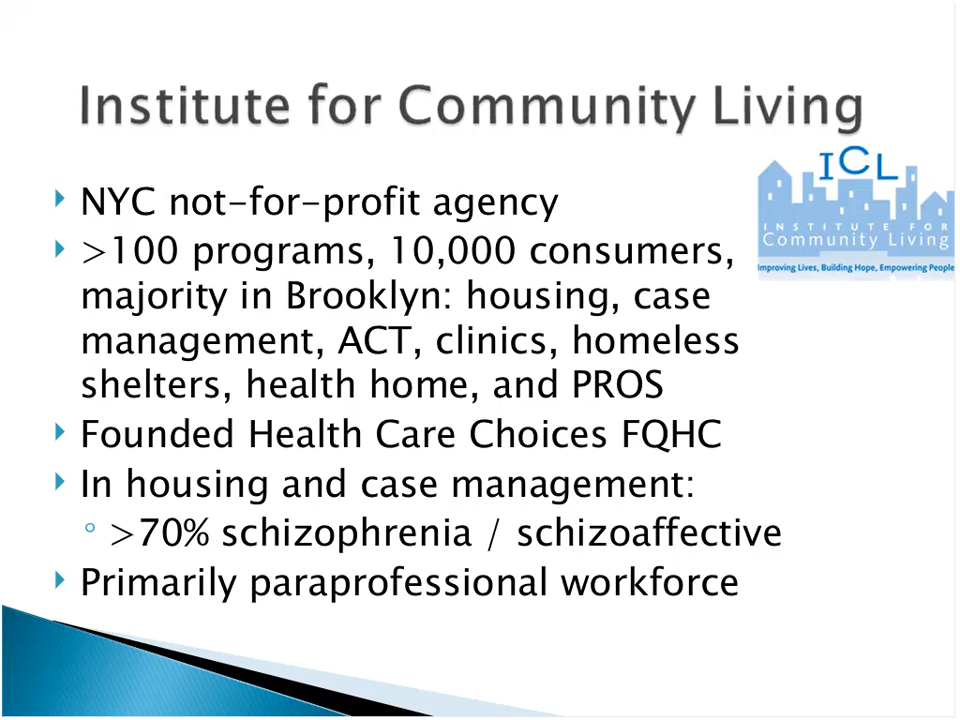 Institute for Community Living
ICL
INSTITUTE FOR
Community Living
Improving Lives, Building Hope, Empowering People
NYC not-for-profit agency
>100 programs, 10,000 consumers,
majority in Brooklyn: housing, case
management, ACT, clinics, homeless
shelters, health home, and PROS
Founded Health Care Choices FQHC
In housing and case management:
>70% schizophrenia / schizoaffective
Primarily paraprofessional workforce